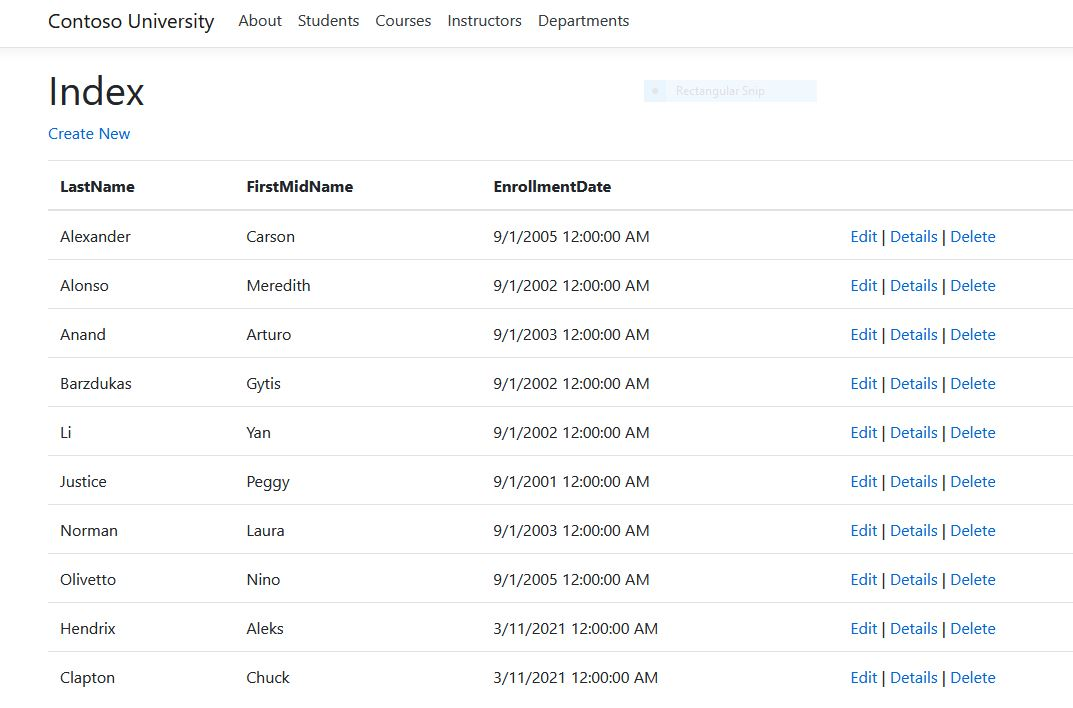 Contoso University About Students Courses Instructors Departments
Index
Rectangular Snip
Create New
LastName FirstMidName EnrollmentDate
Alexander Carson 9/1/2005 12:00:00 AM Edit | Details | Delete
Alonso Meredith 9/1/2002 12:00:00 AM Edit | Details | Delete
Anand Arturo 9/1/2003 12:00:00 AM Edit | Details | Delete
Barzdukas Gytis 9/1/2002 12:00:00 AM Edit | Details | Delete
Li Yan 9/1/2002 12:00:00 AM Edit | Details | Delete
Justice Peggy 9/1/2001 12:00:00 AM Edit | Details | Delete
Norman Laura 9/1/2003 12:00:00 AM Edit | Details | Delete
Olivetto Nino 9/1/2005 12:00:00 AM Edit | Details | Delete
Hendrix Aleks 3/11/2021 12:00:00 AM Edit | Details | Delete
Clapton Chuck 3/11/2021 12:00:00 AM Edit | Details | Delete